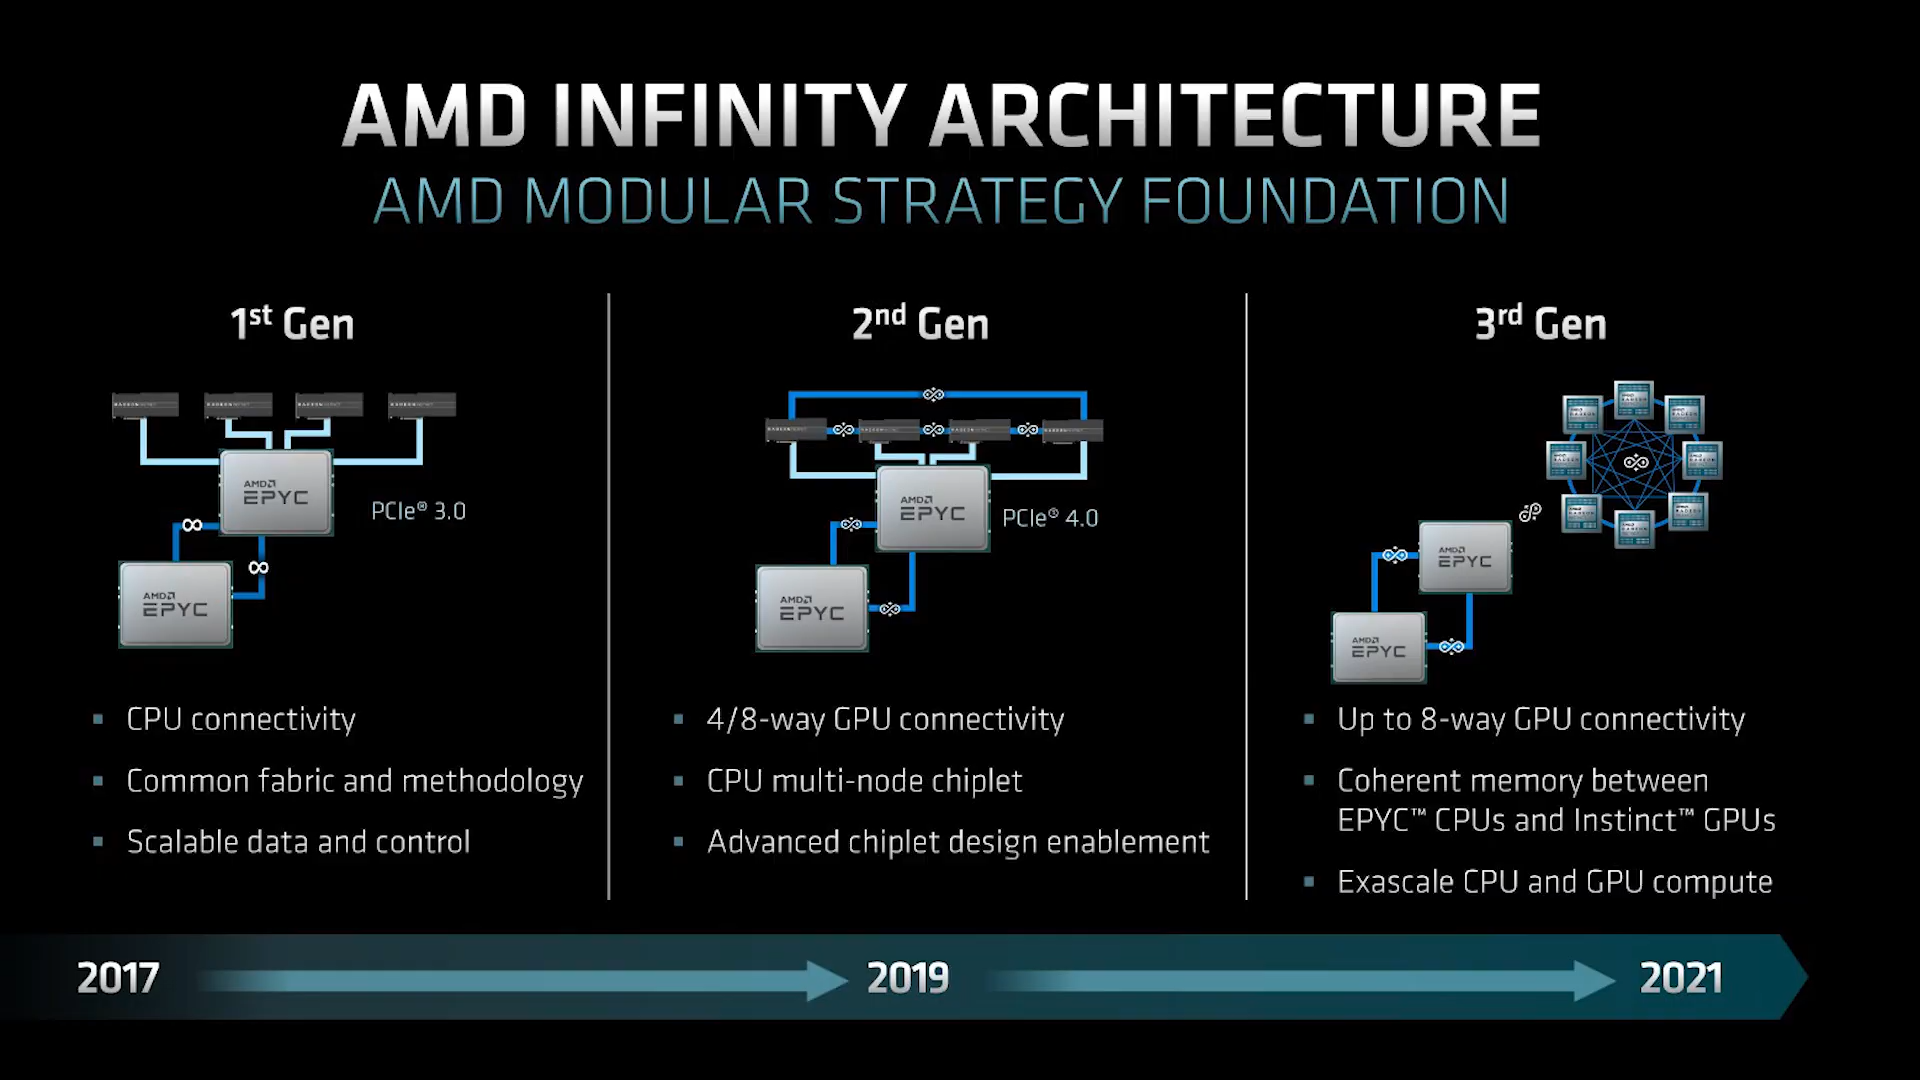 AMD INFINITY ARCHITECTURE
AMD MODULAR STRATEGY FOUNDATION
1st Gen
AMD
EPYC
PCIe® 3.0
AMD
EPYC
▪ CPU connectivity
▪ Common fabric and methodology
▪ Scalable data and control
2nd Gen
AMD
EPYC
PCIe® 4.0
AMD
EPYC
▪ 4/8-way GPU connectivity
▪ CPU multi-node chiplet
▪ Advanced chiplet design enablement
3rd Gen
AMD
EPYC
AMD
EPYC
▪ Up to 8-way GPU connectivity
▪ Coherent memory between
EPYC™ CPUs and Instinct™ GPUs
▪ Exascale CPU and GPU compute
2017
2019
2021